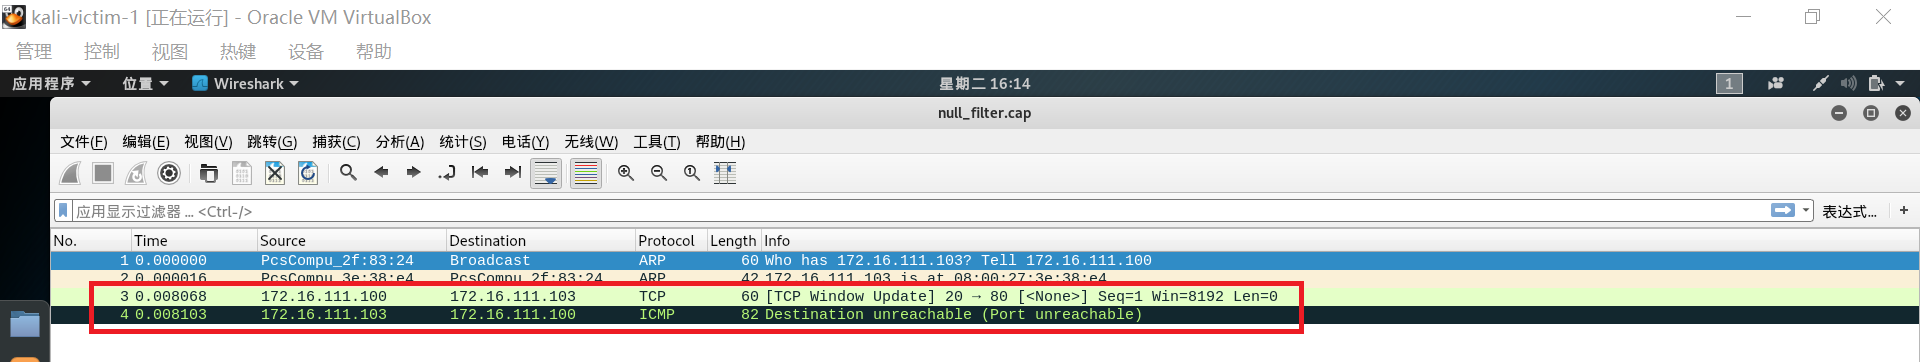 kali-victim-1 [正在运行] - Oracle VM VirtualBox
管理 控制 视图 热键 设备 帮助
应用程序 位置 Wireshark 星期二 16:14 1
null_filter.cap
文件(F) 编辑(E) 视图(V) 跳转(G) 捕获(C) 分析(A) 统计(S) 电话(Y) 无线(W) 工具(T) 帮助(H)
应用显示过滤器 … <Ctrl-/> 表达式… +
No. Time Source Destination Protocol Length Info
1 0.000000 PcsCompu_2f:83:24 Broadcast ARP 60 Who has 172.16.111.103? Tell 172.16.111.100
2 0.000016 PcsCompu_3e:38:e4 PcsCompu_2f:83:24 ARP 42 172.16.111.103 is at 08:00:27:3e:38:e4
3 0.008068 172.16.111.100 172.16.111.103 TCP 60 [TCP Window Update] 20 → 80 [<None>] Seq=1 Win=8192 Len=0
4 0.008103 172.16.111.103 172.16.111.100 ICMP 82 Destination unreachable (Port unreachable)